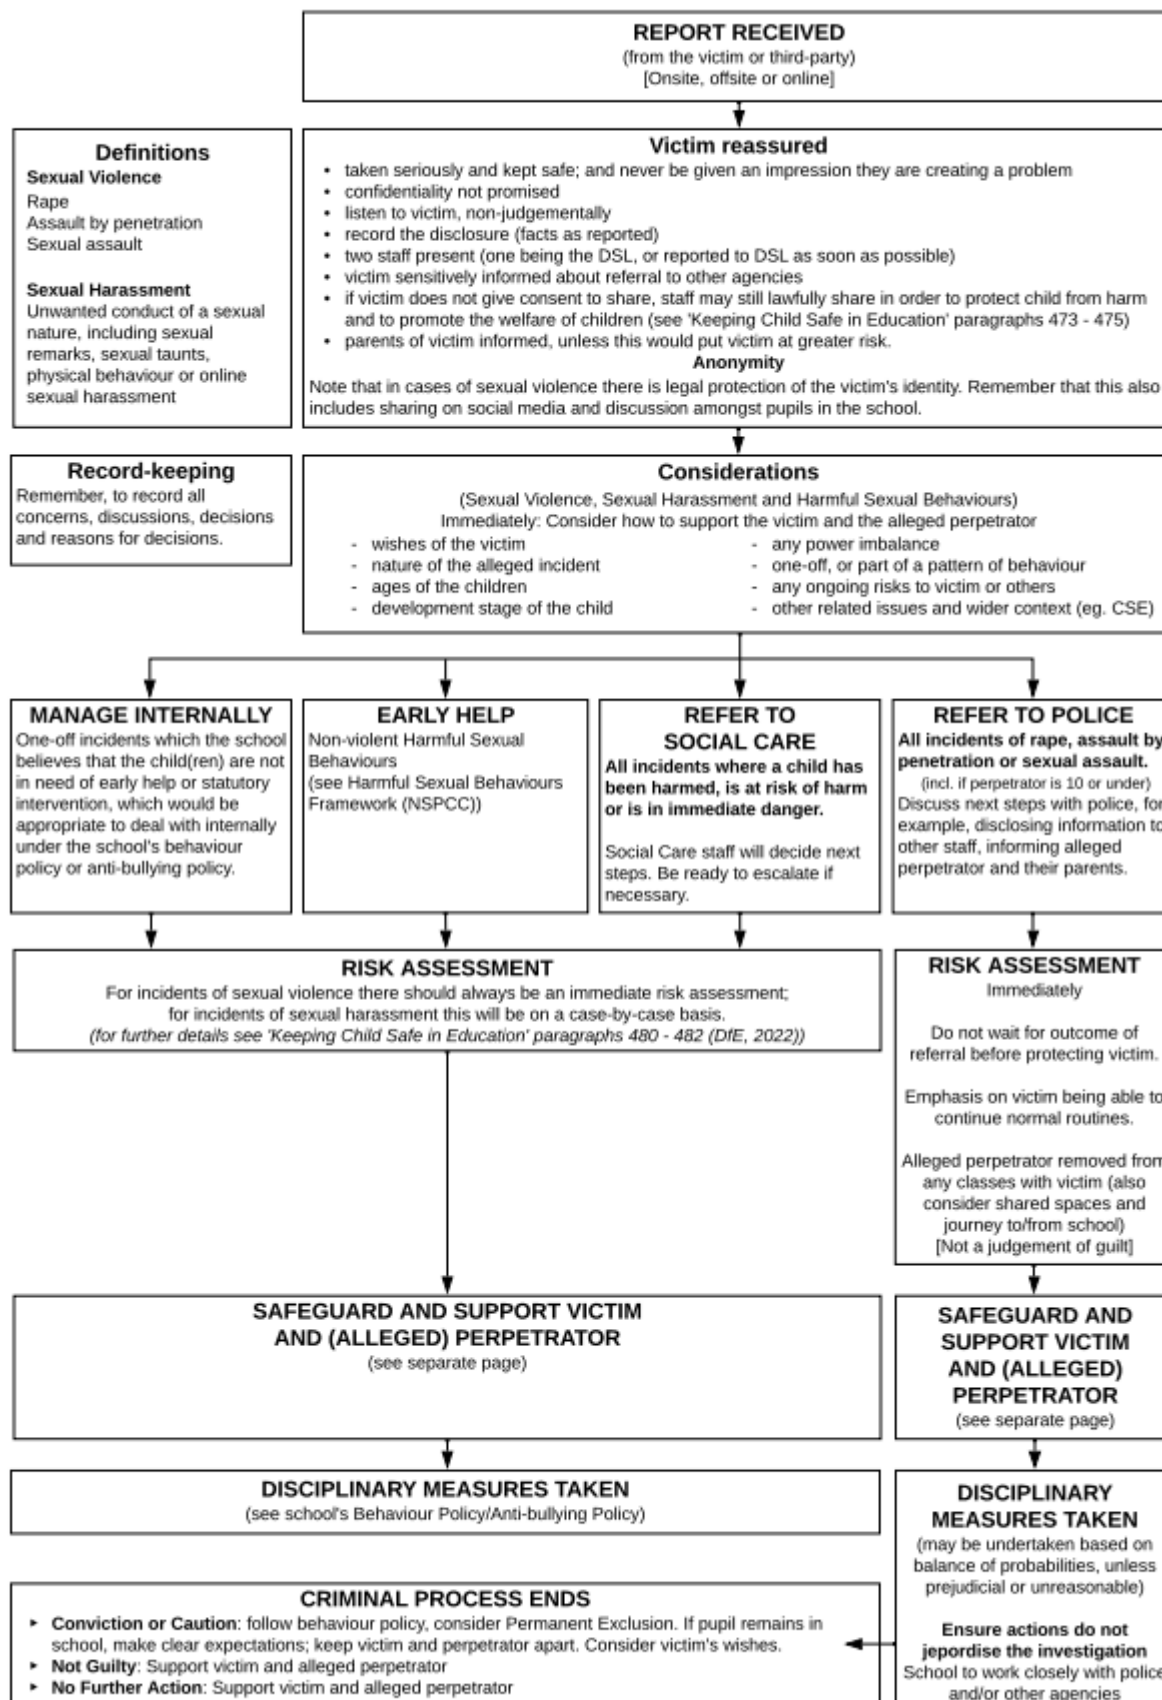 REPORT RECEIVED
(from the victim or third-party)
[Onsite, offsite or online]
Definitions
Sexual Violence
Rape
Assault by penetration
Sexual assault
Sexual Harassment
Unwanted conduct of a sexual
nature, including sexual
remarks, sexual taunts,
physical behaviour or online
sexual harassment
Victim reassured
• taken seriously and kept safe; and never be given an impression they are creating a problem
• confidentiality not promised
• listen to victim, non-judgementally
• record the disclosure (facts as reported)
• two staff present (one being the DSL, or reported to DSL as soon as possible)
• victim sensitively informed about referral to other agencies
• if victim does not give consent to share, staff may still lawfully share in order to protect child from harm
and to promote the welfare of children (see 'Keeping Child Safe in Education' paragraphs 473 - 475)
• parents of victim informed, unless this would put victim at greater risk.
Anonymity
Note that in cases of sexual violence there is legal protection of the victim's identity. Remember that this also
includes sharing on social media and discussion amongst pupils in the school.
Record-keeping
Remember, to record all
concerns, discussions, decisions
and reasons for decisions.
Considerations
(Sexual Violence, Sexual Harassment and Harmful Sexual Behaviours)
Immediately: Consider how to support the victim and the alleged perpetrator
- wishes of the victim
- nature of the alleged incident
- ages of the children
- development stage of the child
- any power imbalance
- one-off, or part of a pattern of behaviour
- any ongoing risks to victim or others
- other related issues and wider context (eg. CSE)
MANAGE INTERNALLY
One-off incidents which the school
believes that the child(ren) are not
in need of early help or statutory
intervention, which would be
appropriate to deal with internally
under the school's behaviour
policy or anti-bullying policy.
EARLY HELP
Non-violent Harmful Sexual
Behaviours
(see Harmful Sexual Behaviours
Framework (NSPCC))
REFER TO
SOCIAL CARE
All incidents where a child has
been harmed, is at risk of harm
or is in immediate danger.
Social Care staff will decide next
steps. Be ready to escalate if
necessary.
REFER TO POLICE
All incidents of rape, assault by
penetration or sexual assault.
(incl. if perpetrator is 10 or under)
Discuss next steps with police, for
example, disclosing information to
other staff, informing alleged
perpetrator and their parents.
RISK ASSESSMENT
For incidents of sexual violence there should always be an immediate risk assessment;
for incidents of sexual harassment this will be on a case-by-case basis.
(for further details see 'Keeping Child Safe in Education' paragraphs 480 - 482 (DfE, 2022))
RISK ASSESSMENT
Immediately
Do not wait for outcome of
referral before protecting victim.
Emphasis on victim being able to
continue normal routines.
Alleged perpetrator removed from
any classes with victim (also
consider shared spaces and
journey to/from school)
[Not a judgement of guilt]
SAFEGUARD AND SUPPORT VICTIM
AND (ALLEGED) PERPETRATOR
(see separate page)
SAFEGUARD AND
SUPPORT VICTIM
AND (ALLEGED)
PERPETRATOR
(see separate page)
DISCIPLINARY MEASURES TAKEN
(see school's Behaviour Policy/Anti-bullying Policy)
DISCIPLINARY
MEASURES TAKEN
(may be undertaken based on
balance of probabilities, unless
prejudicial or unreasonable)
Ensure actions do not
jepordise the investigation
School to work closely with police
and/or other agencies
CRIMINAL PROCESS ENDS
▸ Conviction or Caution: follow behaviour policy, consider Permanent Exclusion. If pupil remains in
school, make clear expectations; keep victim and perpetrator apart. Consider victim's wishes.
▸ Not Guilty: Support victim and alleged perpetrator
▸ No Further Action: Support victim and alleged perpetrator